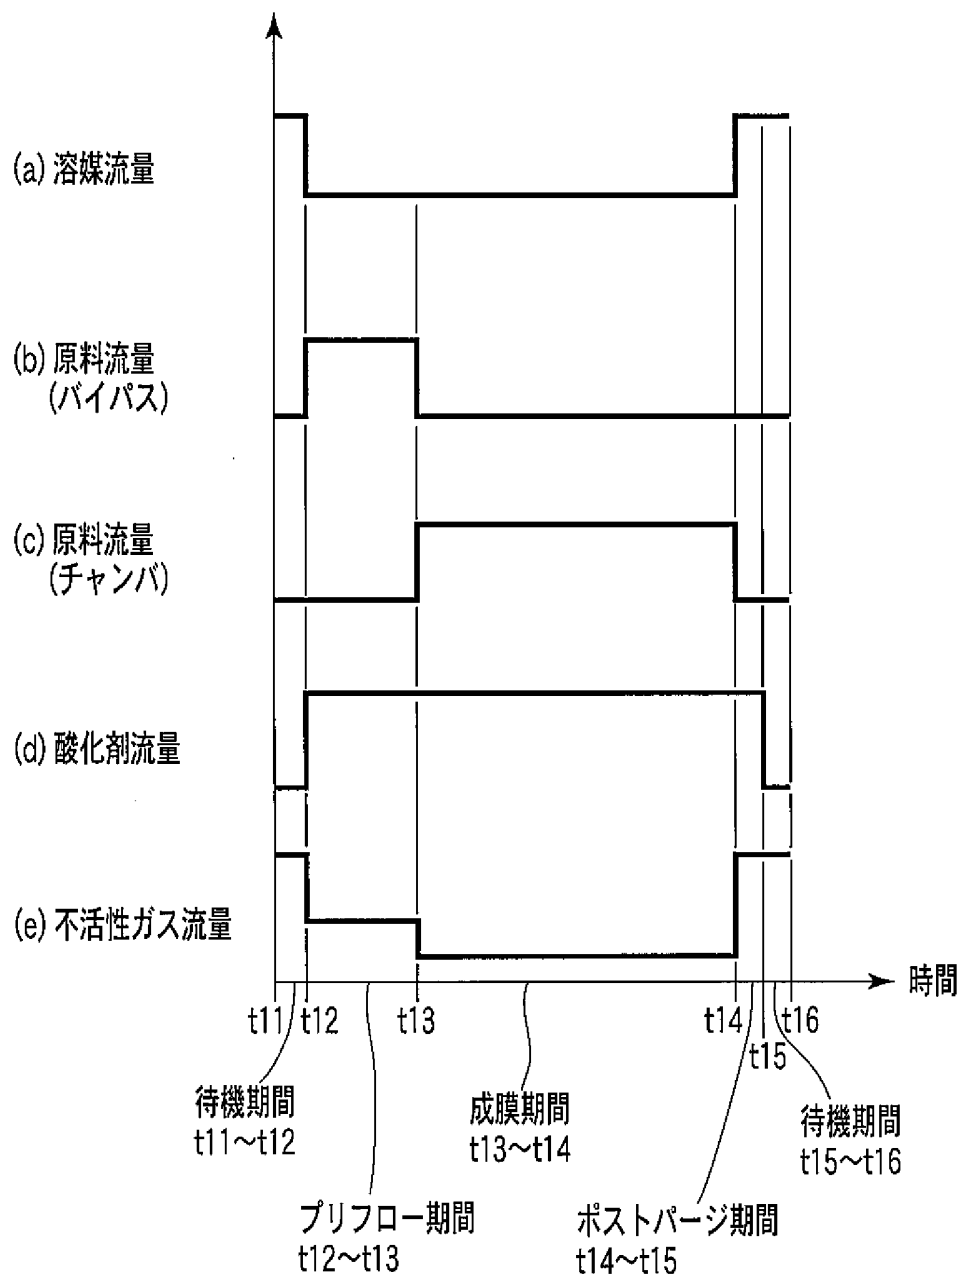 (a) 溶媒流量
(b) 原料流量
(バイパス)
(c) 原料流量
(チャンバ)
(d) 酸化剤流量
(e) 不活性ガス流量
時間
t11 t12 t13 t14 t15 t16
待機期間
t11～t12
成膜期間
t13～t14
待機期間
t15～t16
プリフロー期間
t12～t13
ポストパージ期間
t14～t15